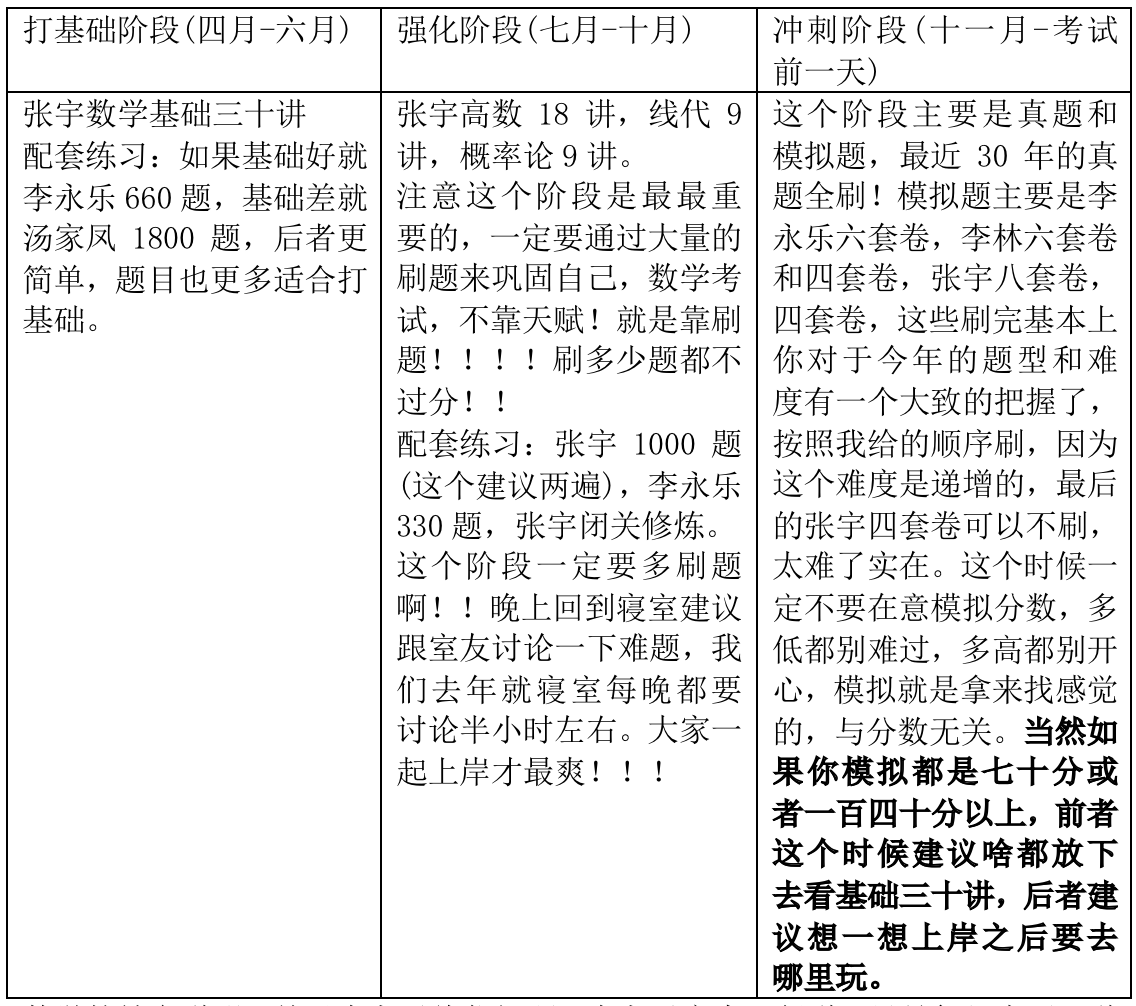 打基础阶段(四月-六月)
强化阶段(七月-十月)
冲刺阶段(十一月-考试
前一天)
张宇数学基础三十讲
配套练习：如果基础好就
李永乐660题，基础差就
汤家凤 1800 题，后者更
简单，题目也更多适合打
基础。
张宇高数 18 讲，线代 9
讲，概率论9讲。
注意这个阶段是最最重
要的，一定要通过大量的
刷题来巩固自己，数学考
试，不靠天赋！就是靠刷
题！！！！刷多少题都不
过分！！
配套练习：张宇 1000 题
(这个建议两遍)，李永乐
330题，张宇闭关修炼。
这个阶段一定要多刷题
啊！！晚上回到寝室建议
跟室友讨论一下难题，我
们去年就寝室每晚都要
讨论半小时左右。大家一
起上岸才最爽！！！
这个阶段主要是真题和
模拟题，最近 30 年的真
题全刷！模拟题主要是李
永乐六套卷，李林六套卷
和四套卷，张宇八套卷，
四套卷，这些刷完基本上
你对于今年的题型和难
度有一个大致的把握了，
按照我给的顺序刷，因为
这个难度是递增的，最后
的张宇四套卷可以不刷，
太难了实在。这个时候一
定不要在意模拟分数，多
低都别难过，多高都别开
心，模拟就是拿来找感觉
的，与分数无关。当然如
果你模拟都是七十分或
者一百四十分以上，前者
这个时候建议啥都放下
去看基础三十讲，后者建
议想一想上岸之后要去
哪里玩。